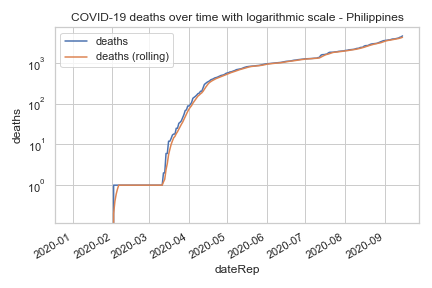 COVID-19 deaths over time with logarithmic scale - Philippines
deaths
deaths (rolling)
10³
10²
10¹
10⁰
deaths
2020-01
2020-02
2020-03
2020-04
2020-05
2020-06
2020-07
2020-08
2020-09
dateRep